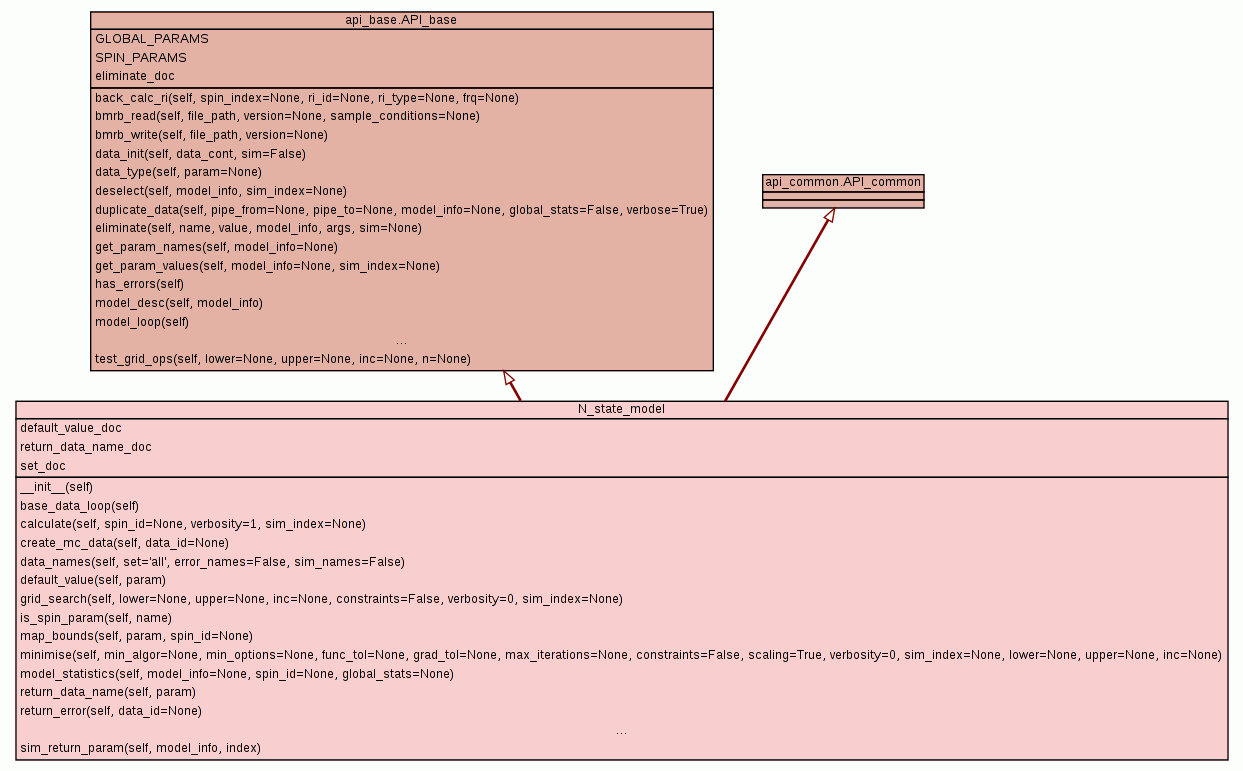 api_base.API_base
GLOBAL_PARAMS
SPIN_PARAMS
eliminate_doc
back_calc_ri(self, spin_index=None, ri_id=None, ri_type=None, frq=None)
bmrb_read(self, file_path, version=None, sample_conditions=None)
bmrb_write(self, file_path, version=None)
data_init(self, data_cont, sim=False)
data_type(self, param=None)
deselect(self, model_info, sim_index=None)
duplicate_data(self, pipe_from=None, pipe_to=None, model_info=None, global_stats=False, verbose=True)
eliminate(self, name, value, model_info, args, sim=None)
get_param_names(self, model_info=None)
get_param_values(self, model_info=None, sim_index=None)
has_errors(self)
model_desc(self, model_info)
model_loop(self)
...
test_grid_ops(self, lower=None, upper=None, inc=None, n=None)
api_common.API_common
N_state_model
default_value_doc
return_data_name_doc
set_doc
__init__(self)
base_data_loop(self)
calculate(self, spin_id=None, verbosity=1, sim_index=None)
create_mc_data(self, data_id=None)
data_names(self, set='all', error_names=False, sim_names=False)
default_value(self, param)
grid_search(self, lower=None, upper=None, inc=None, constraints=False, verbosity=0, sim_index=None)
is_spin_param(self, name)
map_bounds(self, param, spin_id=None)
minimise(self, min_algor=None, min_options=None, func_tol=None, grad_tol=None, max_iterations=None, constraints=False, scaling=True, verbosity=0, sim_index=None, lower=None, upper=None, inc=None)
model_statistics(self, model_info=None, spin_id=None, global_stats=None)
return_data_name(self, param)
return_error(self, data_id=None)
...
sim_return_param(self, model_info, index)